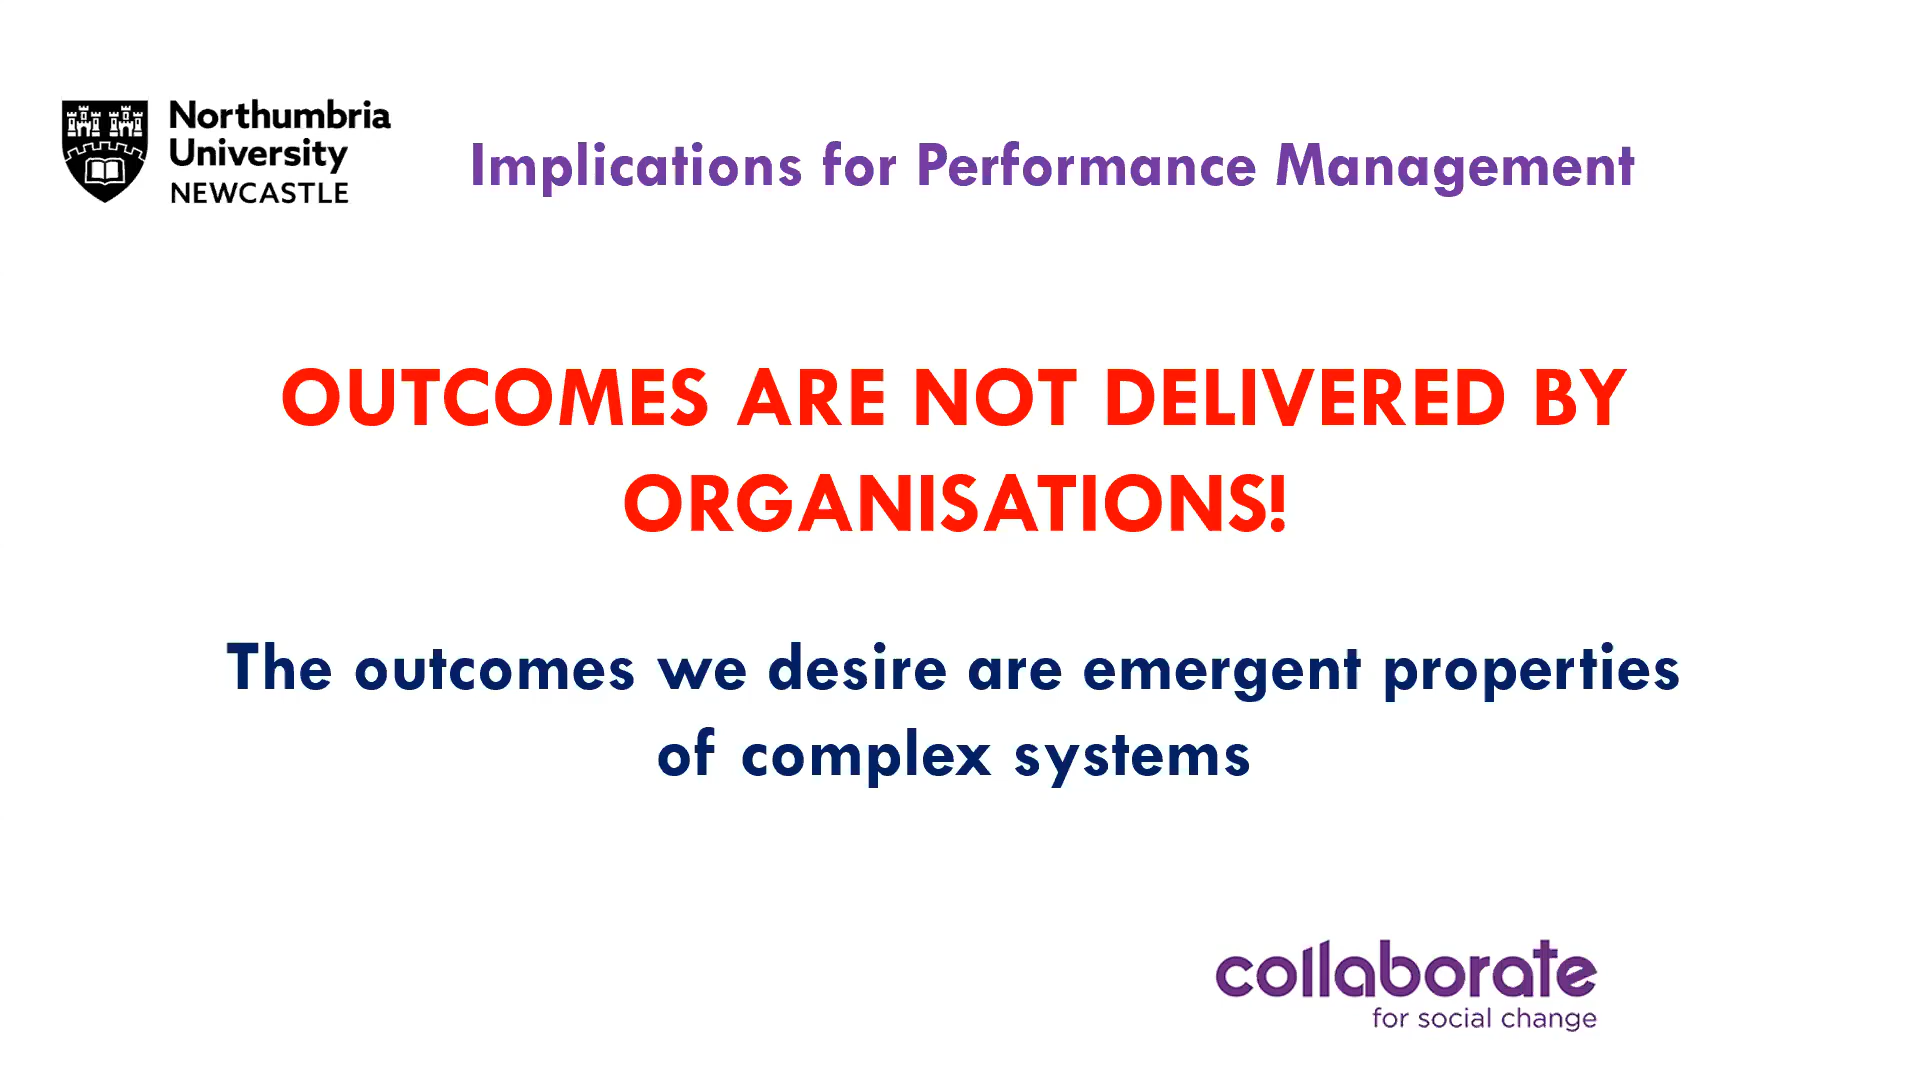 Northumbria
University
NEWCASTLE
Implications for Performance Management
OUTCOMES ARE NOT DELIVERED BY
ORGANISATIONS!
The outcomes we desire are emergent properties
of complex systems
collaborate
for social change